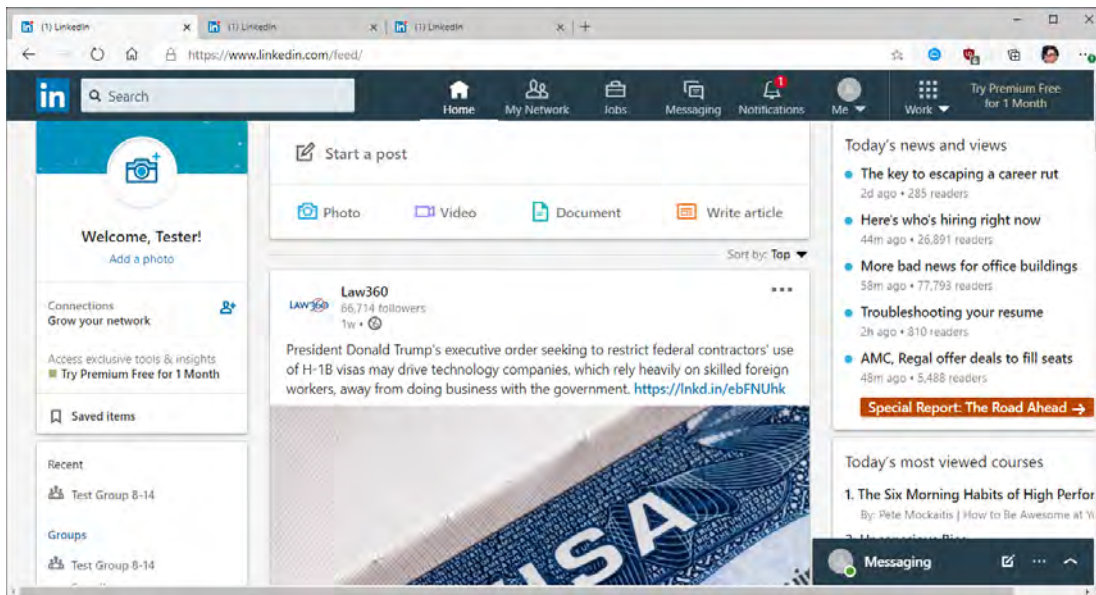 (1) LinkedIn
(1) LinkedIn
(1) LinkedIn
https://www.linkedin.com/feed/
in
Search
Home
My Network
Jobs
Messaging
1
Notifications
Me
Work
Try Premium Free
for 1 Month
Welcome, Tester!
Add a photo
Connections
Grow your network
Access exclusive tools & insights
Try Premium Free for 1 Month
Saved items
Recent
Test Group 8-14
Groups
Test Group 8-14
Start a post
Photo
Video
Document
Write article
Sort by: Top
LAW360
Law360
66,714 followers
1w •
President Donald Trump's executive order seeking to restrict federal contractors' use
of H-1B visas may drive technology companies, which rely heavily on skilled foreign
workers, away from doing business with the government. https://lnkd.in/ebFNUhk
USA
Today's news and views
The key to escaping a career rut
2d ago • 285 readers
Here's who's hiring right now
44m ago • 26,891 readers
More bad news for office buildings
58m ago • 77,793 readers
Troubleshooting your resume
2h ago • 810 readers
AMC, Regal offer deals to fill seats
48m ago • 5,488 readers
Special Report: The Road Ahead →
Today's most viewed courses
1. The Six Morning Habits of High Perfor
By: Pete Mockaitis | How to Be Awesome at Yo
Messaging